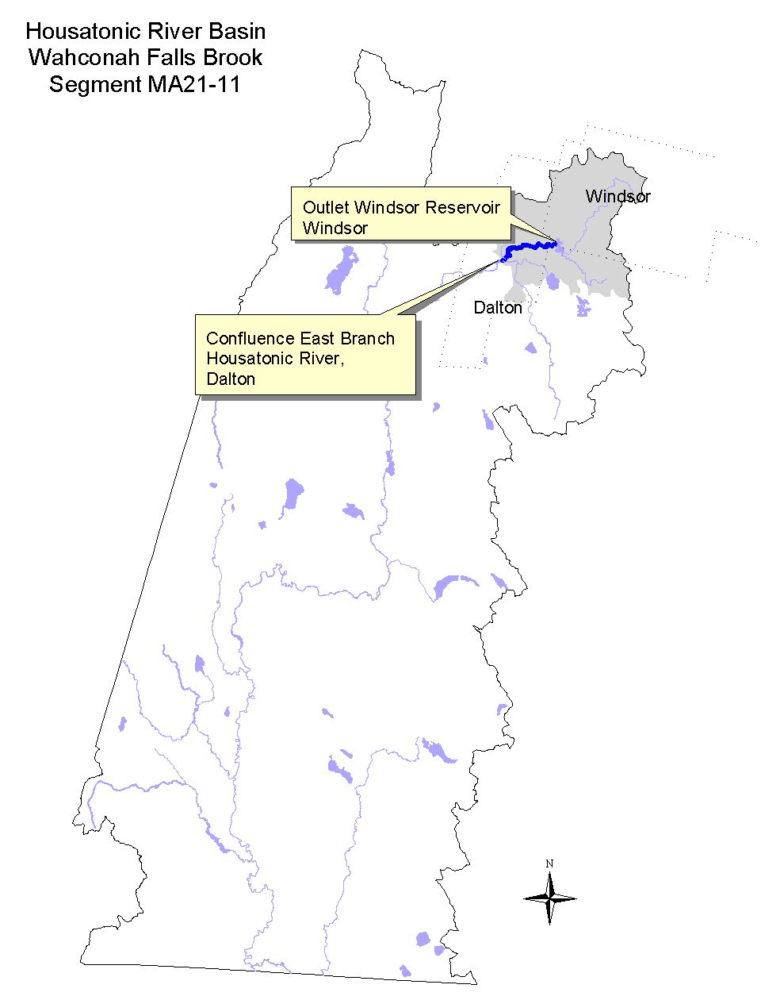 Housatonic River Basin
Wahconah Falls Brook
Segment MA21-11
Windsor
Outlet Windsor Reservoir
Windsor
Dalton
Confluence East Branch
Housatonic River,
Dalton
N